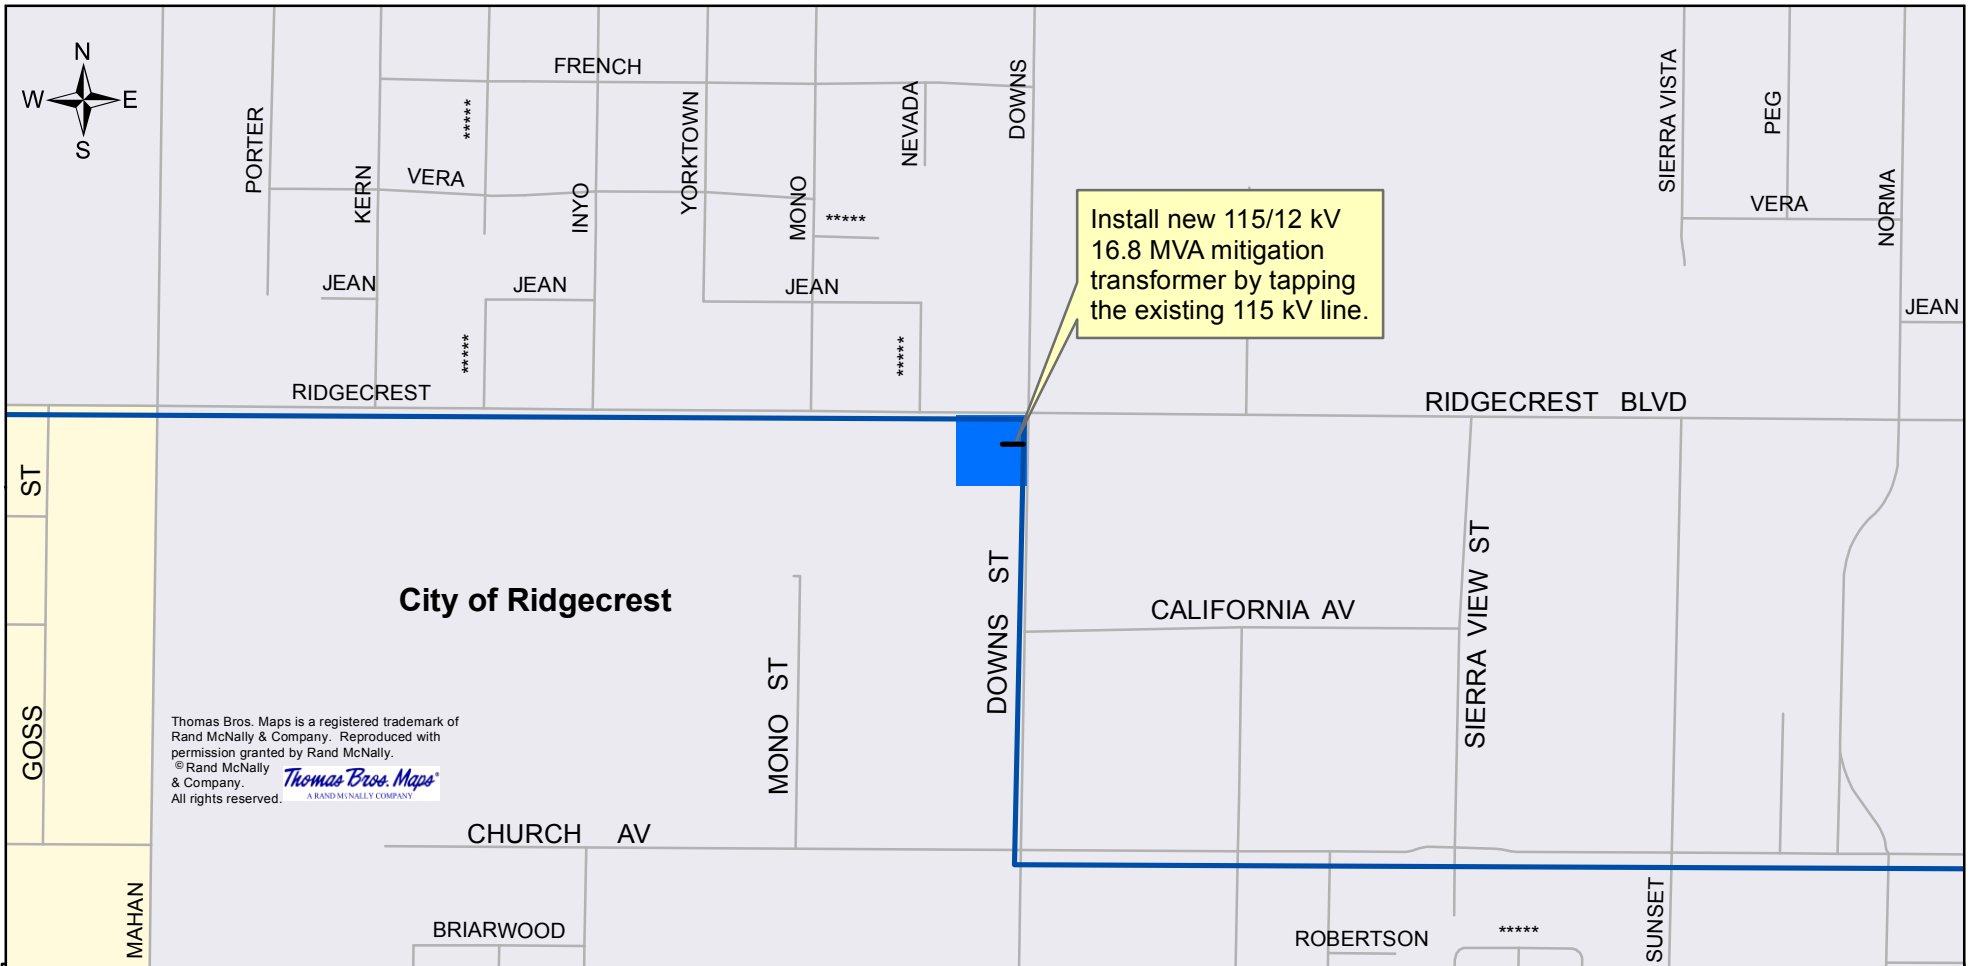 N
W E
S
FRENCH
PORTER
KERN
*****
VERA
INYO
YORKTOWN
MONO
NEVADA
DOWNS
*****
JEAN
JEAN
JEAN
*****
*****
RIDGECREST
Install new 115/12 kV
16.8 MVA mitigation
transformer by tapping
the existing 115 kV line.
SIERRA VISTA
PEG
VERA
NORMA
JEAN
RIDGECREST BLVD
GOSS ST
City of Ridgecrest
MONO ST
DOWNS ST
CALIFORNIA AV
SIERRA VIEW ST
Thomas Bros. Maps is a registered trademark of
Rand McNally & Company. Reproduced with
permission granted by Rand McNally.
© Rand McNally
& Company.
All rights reserved.
Thomas Bros. Maps®
A RAND MCNALLY COMPANY
CHURCH AV
MAHAN
BRIARWOOD
ROBERTSON
*****
SUNSET